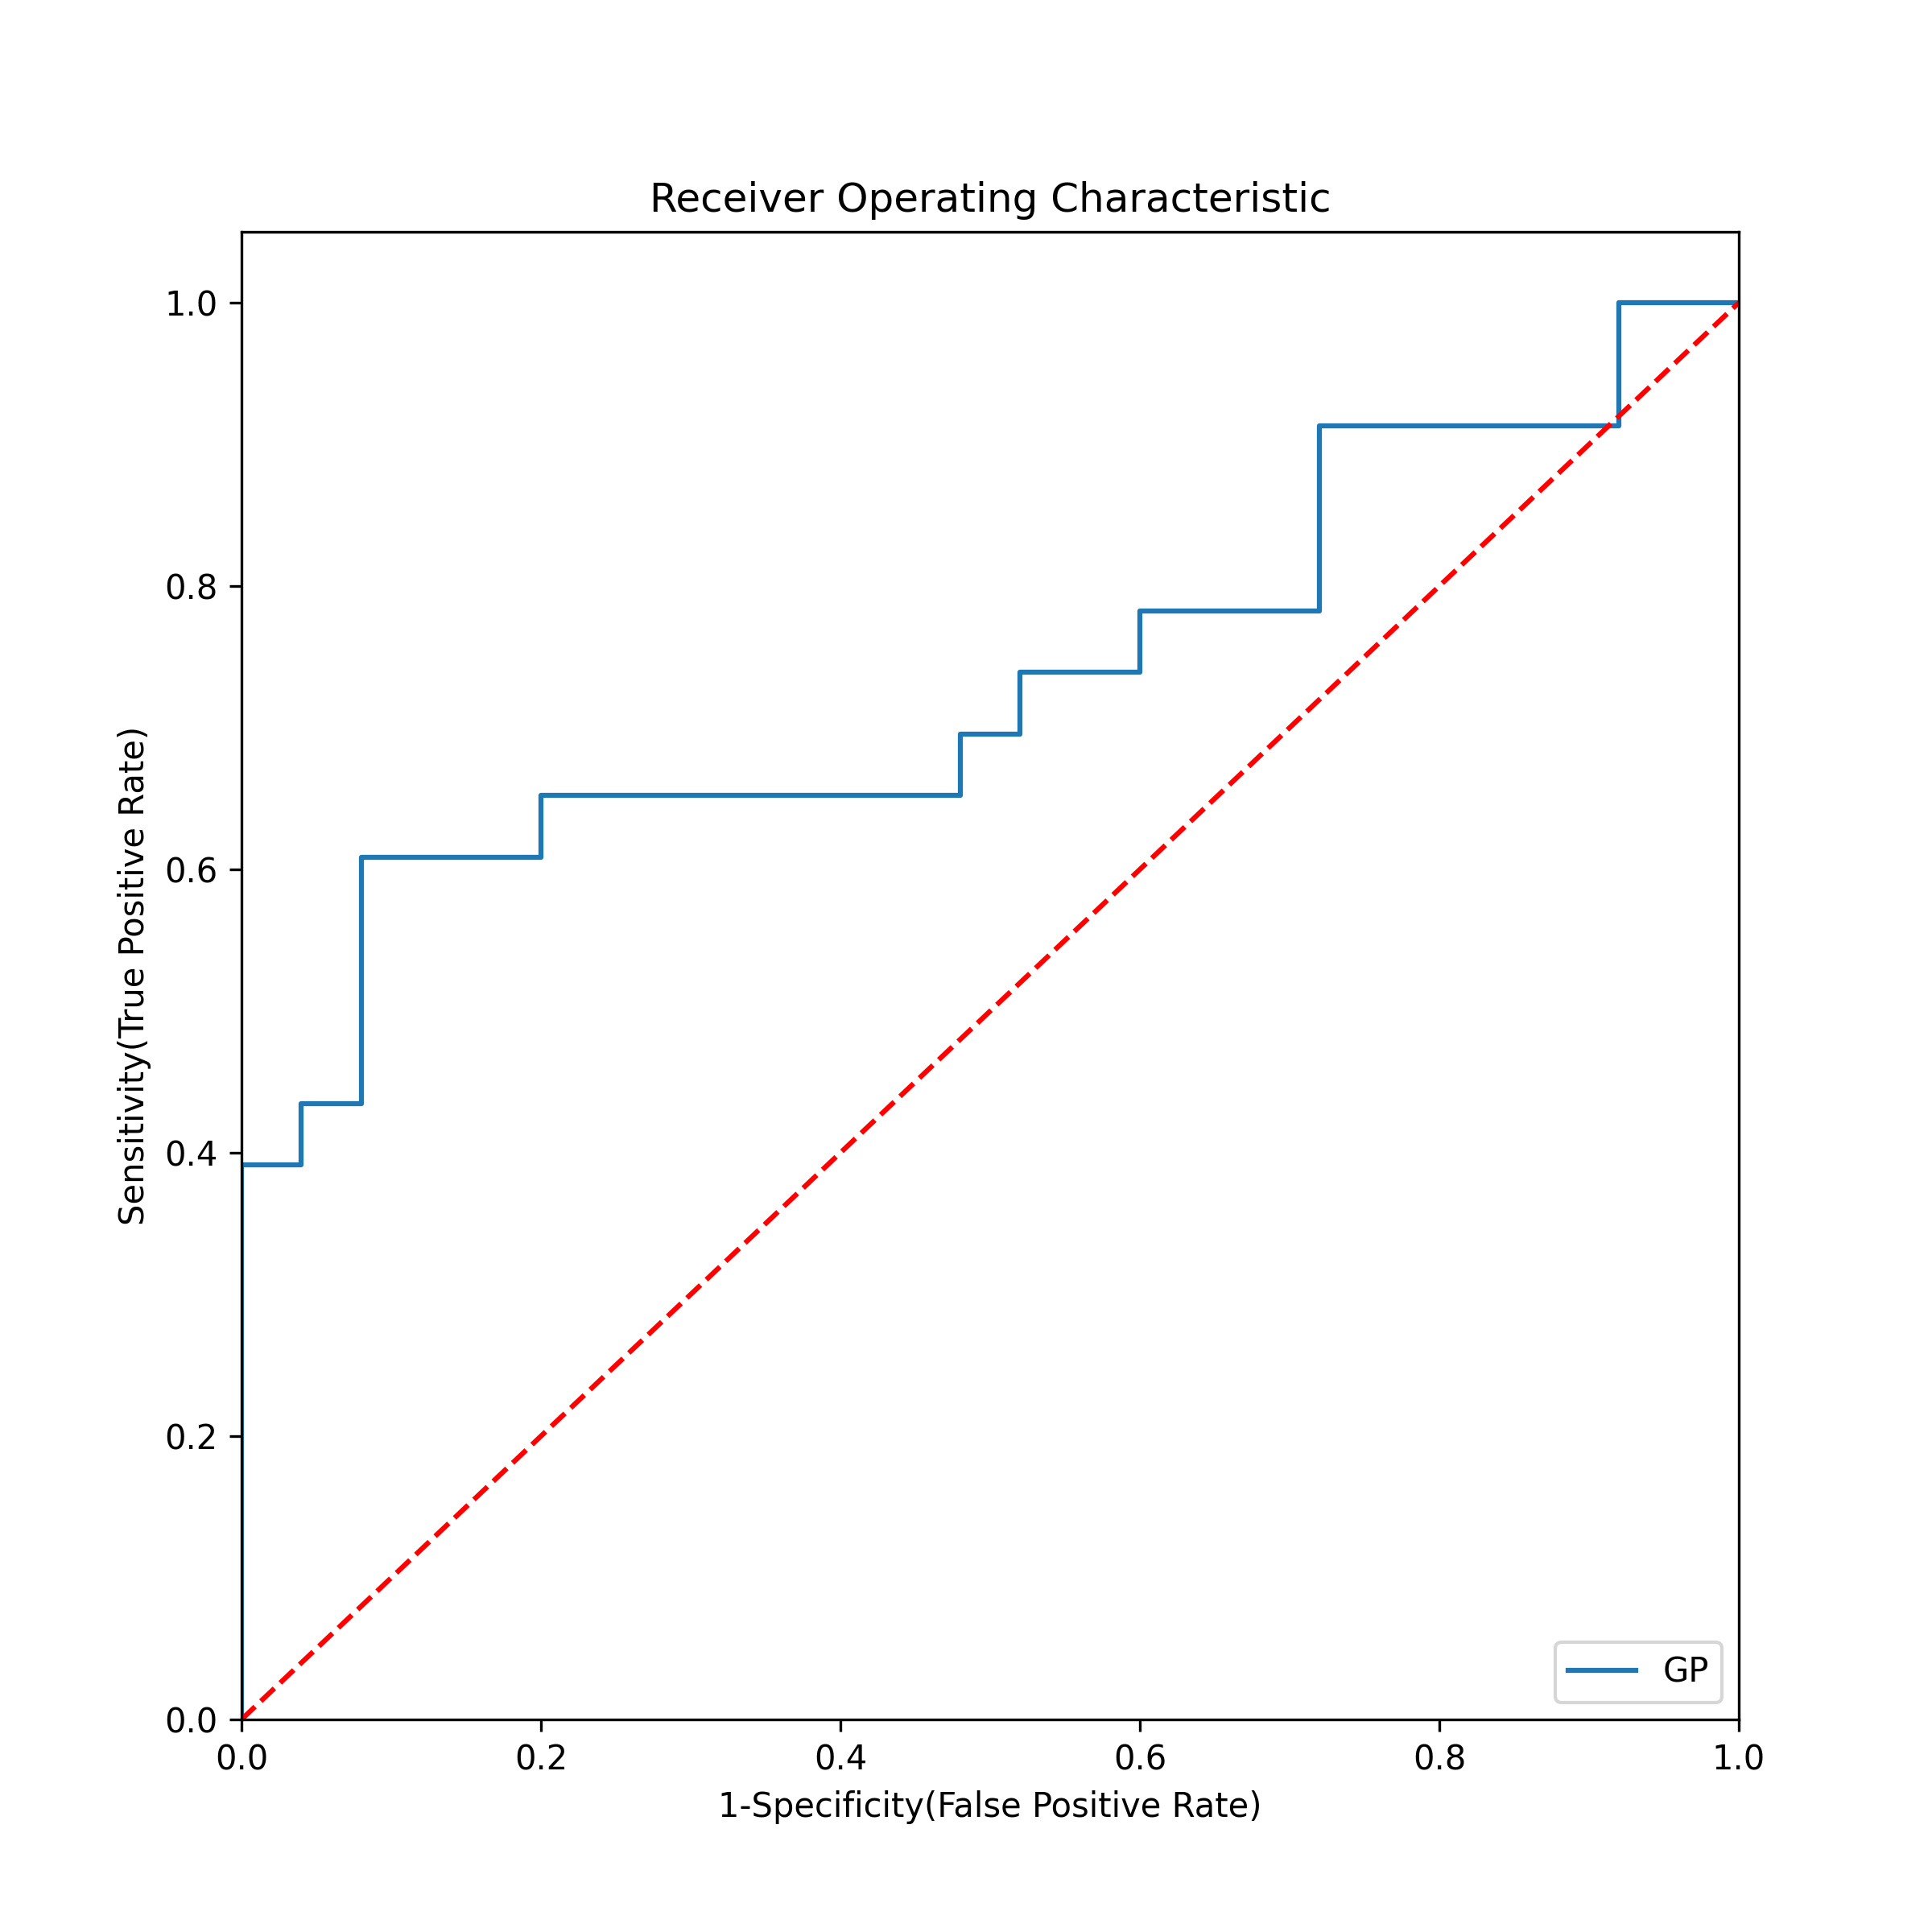 Receiver Operating Characteristic
1.0
0.8
0.6
0.4
0.2
0.0
Sensitivity(True Positive Rate)
0.0 0.2 0.4 0.6 0.8 1.0
1-Specificity(False Positive Rate)
GP